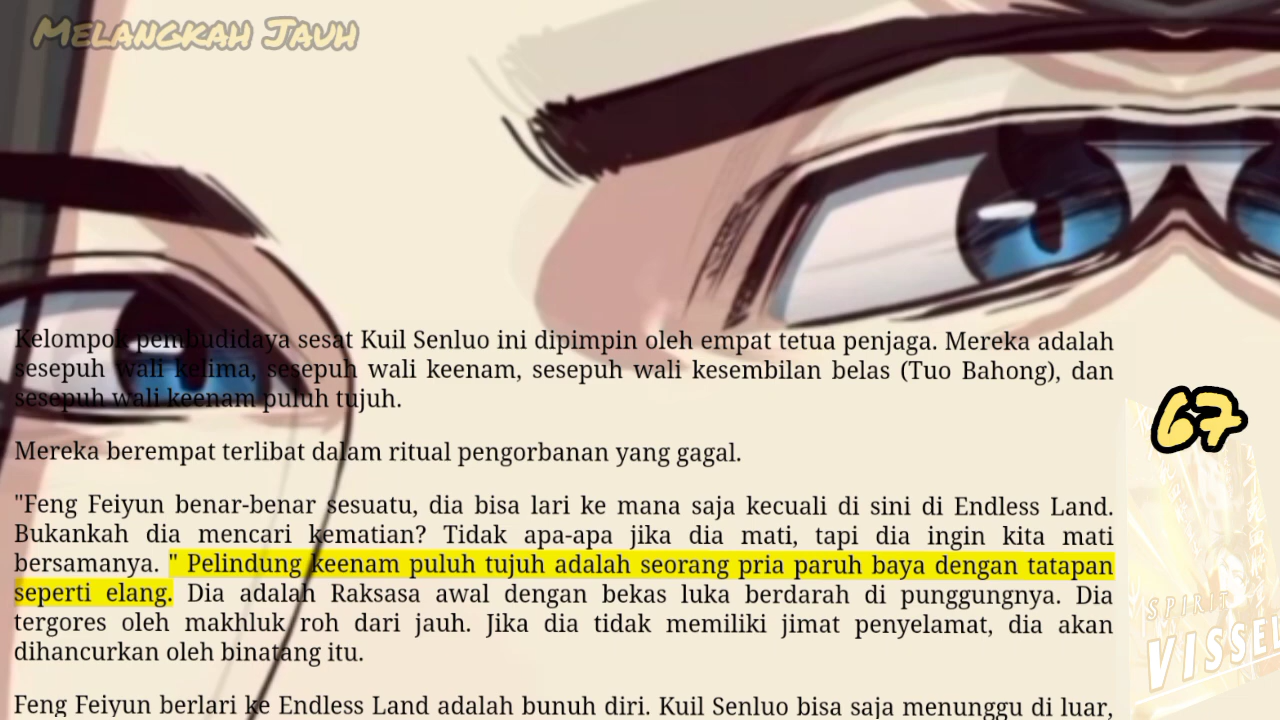 Melangkah Jauh
Kelompok pembudidaya sesat Kuil Senluo ini dipimpin oleh empat tetua penjaga. Mereka adalah
sesepuh wali kelima, sesepuh wali keenam, sesepuh wali kesembilan belas (Tuo Bahong), dan
sesepuh wali keenam puluh tujuh.
Mereka berempat terlibat dalam ritual pengorbanan yang gagal.
"Feng Feiyun benar-benar sesuatu, dia bisa lari ke mana saja kecuali di sini di Endless Land.
Bukankah dia mencari kematian? Tidak apa-apa jika dia mati, tapi dia ingin kita mati
bersamanya. " Pelindung keenam puluh tujuh adalah seorang pria paruh baya dengan tatapan
seperti elang. Dia adalah Raksasa awal dengan bekas luka berdarah di punggungnya. Dia
tergores oleh makhluk roh dari jauh. Jika dia tidak memiliki jimat penyelamat, dia akan
dihancurkan oleh binatang itu.
Feng Feiyun berlari ke Endless Land adalah bunuh diri. Kuil Senluo bisa saja menunggu di luar,
67
SPIRIT
VISSEL